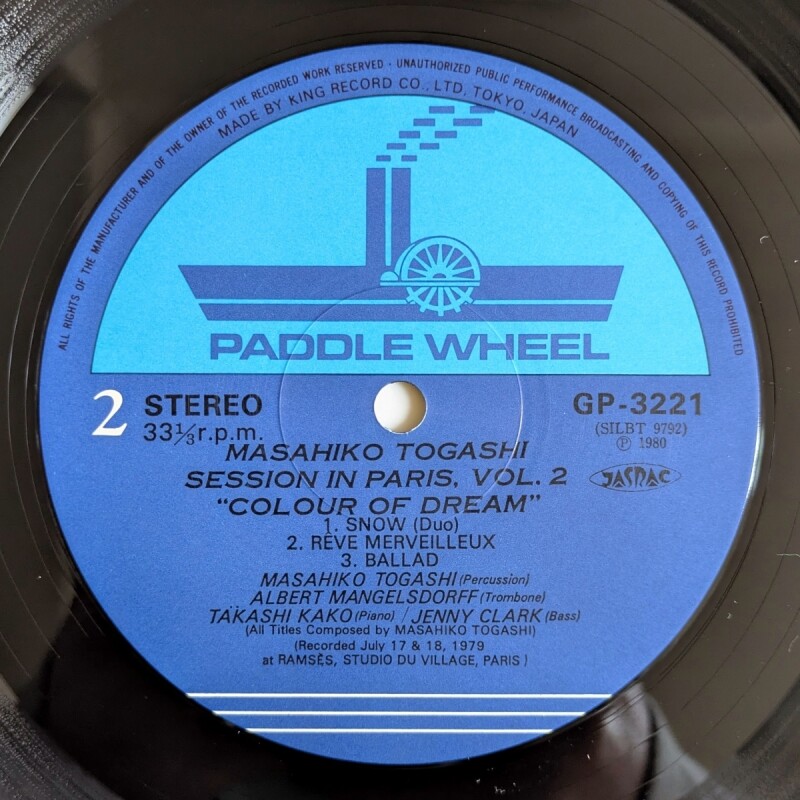 ALL RIGHTS OF THE MANUFACTURER AND OF THE OWNER OF THE RECORDED WORK RESERVED · UNAUTHORIZED PUBLIC PERFORMANCE BROADCASTING AND COPYING OF THIS RECORD PROHIBITED
MADE BY KING RECORD CO., LTD. TOKYO, JAPAN
PADDLE WHEEL
2 STEREO GP-3221
33⅓r.p.m. (SILBT 9792)
Ⓟ 1980
MASAHIKO TOGASHI
SESSION IN PARIS, VOL. 2 JASRAC
"COLOUR OF DREAM"
1. SNOW (Duo)
2. RÊVE MERVEILLEUX
3. BALLAD
MASAHIKO TOGASHI (Percussion)
ALBERT MANGELSDORFF (Trombone)
TAKASHI KAKO (Piano) / JENNY CLARK (Bass)
(All Titles Composed by MASAHIKO TOGASHI)
(Recorded July 17 & 18, 1979
at RAMSĒS, STUDIO DU VILLAGE, PARIS)